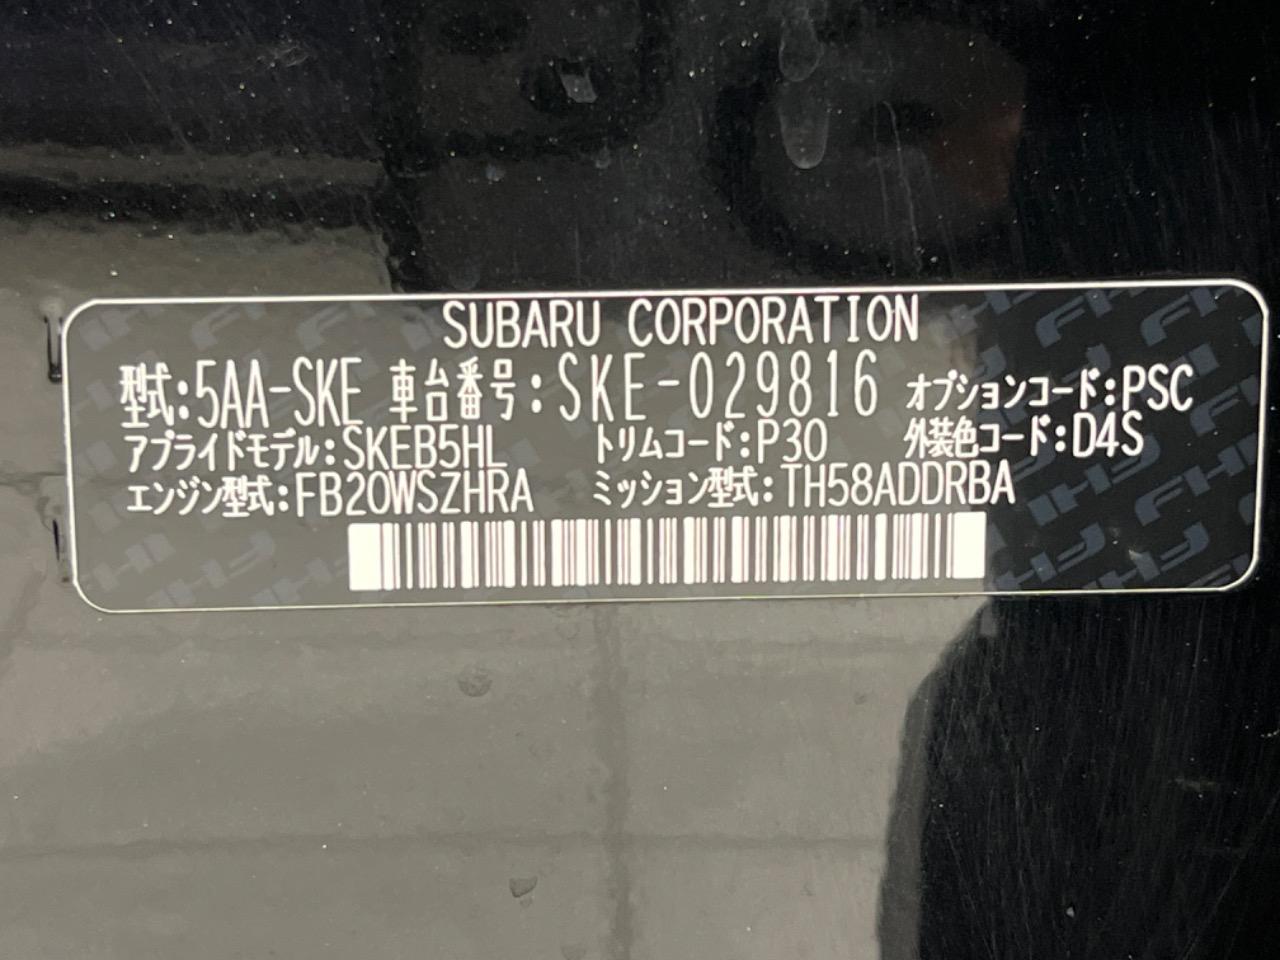 SUBARU CORPORATION
型式:5AA-SKE 車台番号:SKE-029816 オプションコード:PSC
アプライドモデル:SKEB5HL トリムコード:P30 外装色コード:D4S
エンジン型式:FB20WSZHRA ミッション型式:TH58ADDRBA